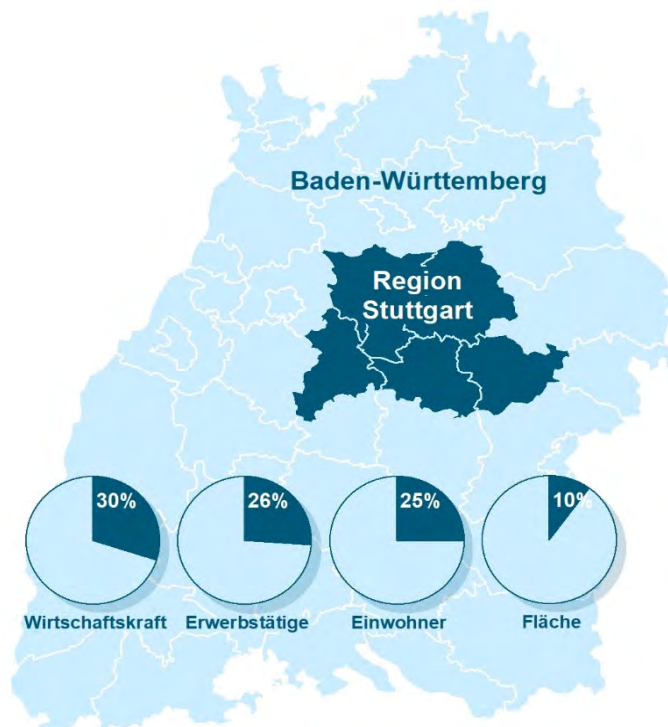 Baden-Württemberg
Region
Stuttgart
30%
26%
25%
10%
Wirtschaftskraft
Erwerbstätige
Einwohner
Fläche